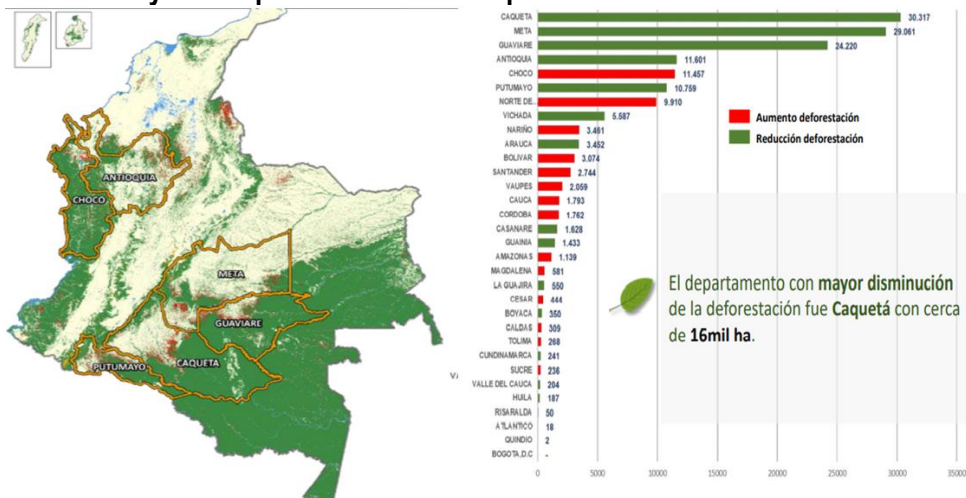 ANTIOQUIA
CHOCO
META
GUAVIARE
CAQUETA
PUTUMAYO
CAQUETA 30.317
META 29.061
GUAVIARE 24.220
ANTIOQUIA 11.601
CHOCO 11.457
PUTUMAYO 10.759
NORTE DE... 9.910
VICHADA 5.587
NARIÑO 3.461
ARAUCA 3.452
BOLIVAR 3.074
SANTANDER 2.744
VAUPES 2.059
CAUCA 1.793
CORDOBA 1.762
CASANARE 1.628
GUAINIA 1.433
AMAZONAS 1.139
MAGDALENA 581
LA GUAJIRA 550
CESAR 444
BOYACA 350
CALDAS 309
TOLIMA 268
CUNDINAMARCA 241
SUCRE 236
VALLE DEL CAUCA 204
HUILA 187
RISARALDA 50
ATLANTICO 18
QUINDIO 2
BOGOTA,D.C -
0 5000 10000 15000 20000 25000 30000 35000
Aumento deforestación
Reducción deforestación
El departamento con mayor disminución
de la deforestación fue Caquetá con cerca
de 16mil ha.